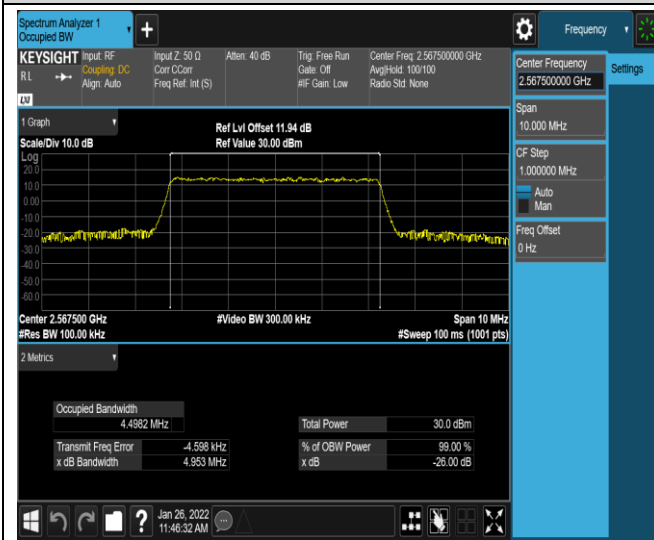 Spectrum Analyzer 1
Occupied BW
Frequency
KEYSIGHT
RL
LXI
Input: RF
Coupling: DC
Align: Auto
Input Z: 50 Ω
Corr CCorr
Freq Ref: Int (S)
Atten: 40 dB
Trig: Free Run
Gate: Off
#IF Gain: Low
Center Freq: 2.567500000 GHz
Avg|Hold: 100/100
Radio Std: None
Center Frequency
2.567500000 GHz
Settings
Span
10.000 MHz
CF Step
1.000000 MHz
Auto
Man
Freq Offset
0 Hz
1 Graph
Scale/Div 10.0 dB
Ref Lvl Offset 11.94 dB
Ref Value 30.00 dBm
Log
20.0
10.0
0.00
-10.0
-20.0
-30.0
-40.0
-50.0
-60.0
Center 2.567500 GHz
#Video BW 300.00 kHz
Span 10 MHz
#Res BW 100.00 kHz
#Sweep 100 ms (1001 pts)
2 Metrics
Occupied Bandwidth
4.4982 MHz
Total Power 30.0 dBm
Transmit Freq Error -4.598 kHz
% of OBW Power 99.00 %
x dB Bandwidth 4.953 MHz
x dB -26.00 dB
?
Jan 26, 2022
11:46:32 AM